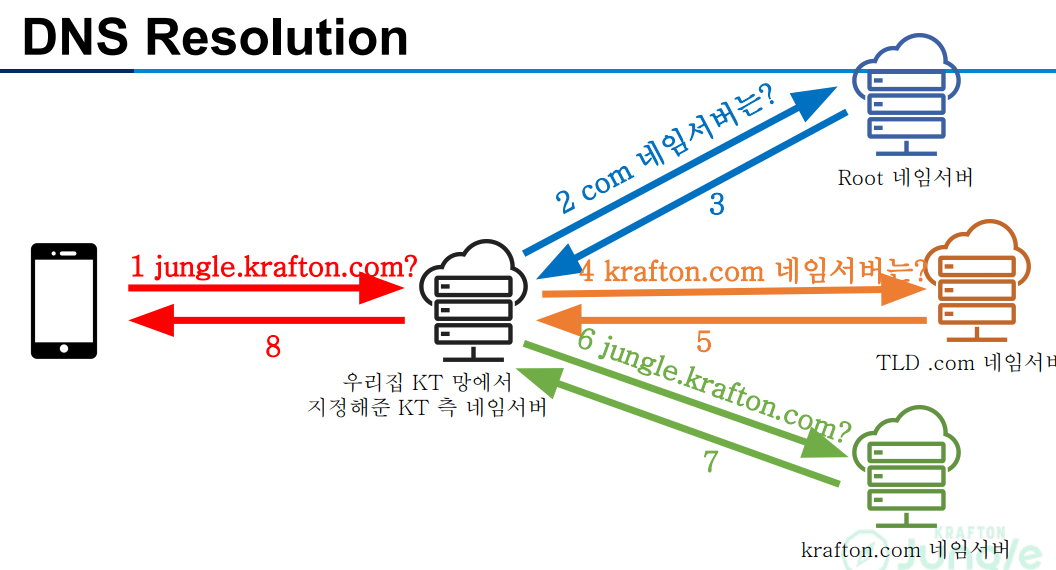 DNS Resolution
2 com 네임서버는?
3
Root 네임서버
1 jungle.krafton.com?
8
4 krafton.com 네임서버는?
5
TLD .com 네임서버
우리집 KT 망에서
지정해준 KT 측 네임서버
6 jungle.krafton.com?
7
KRAFTON
Jungle
krafton.com 네임서버